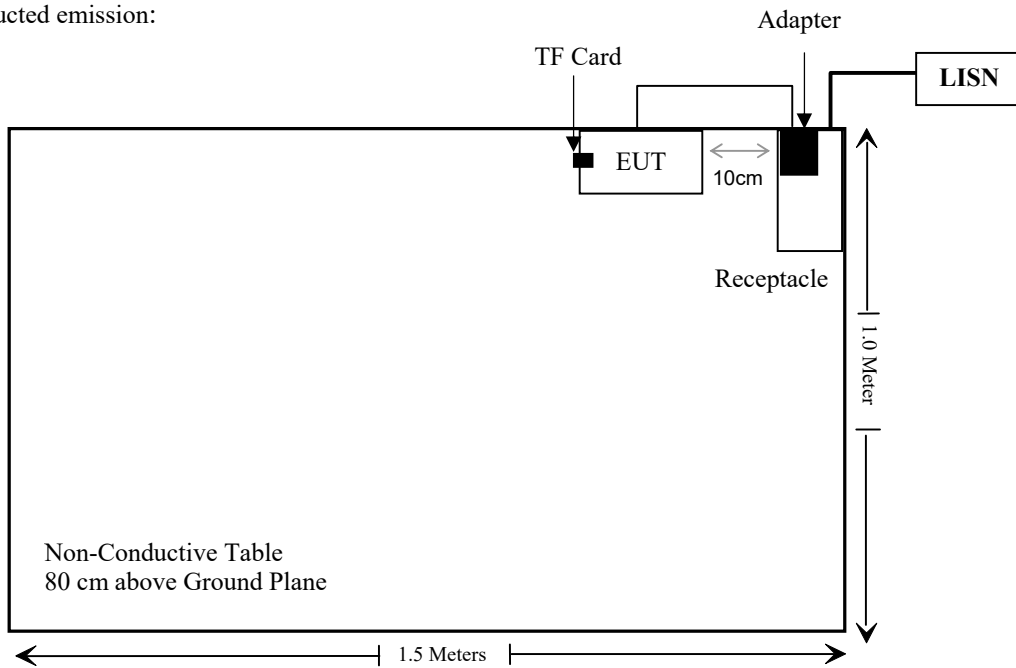 ucted emission:
Adapter
TF Card
LISN
EUT
10cm
Receptacle
1.0 Meter
Non-Conductive Table
80 cm above Ground Plane
1.5 Meters